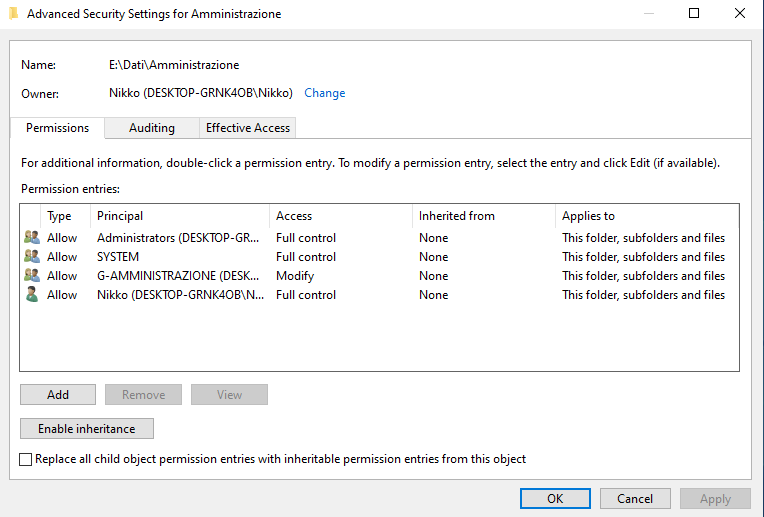 Advanced Security Settings for Amministrazione
Name: E:\Dati\Amministrazione
Owner: Nikko (DESKTOP-GRNK4OB\Nikko) Change
Permissions Auditing Effective Access
For additional information, double-click a permission entry. To modify a permission entry, select the entry and click Edit (if available).
Permission entries:
Type Principal Access Inherited from Applies to
Allow Administrators (DESKTOP-GR... Full control None This folder, subfolders and files
Allow SYSTEM Full control None This folder, subfolders and files
Allow G-AMMINISTRAZIONE (DESK... Modify None This folder, subfolders and files
Allow Nikko (DESKTOP-GRNK4OB\N... Full control None This folder, subfolders and files
Add Remove View
Enable inheritance
Replace all child object permission entries with inheritable permission entries from this object
OK Cancel Apply